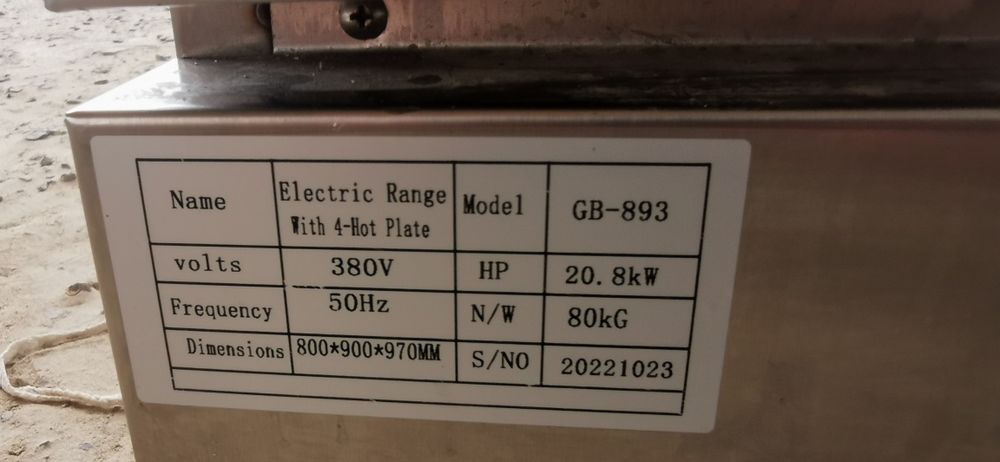 Name Electric Range Model GB-893
With 4-Hot Plate
volts 380V HP 20.8kW
Frequency 50Hz N/W 80kG
Dimensions 800*900*970MM S/NO 20221023